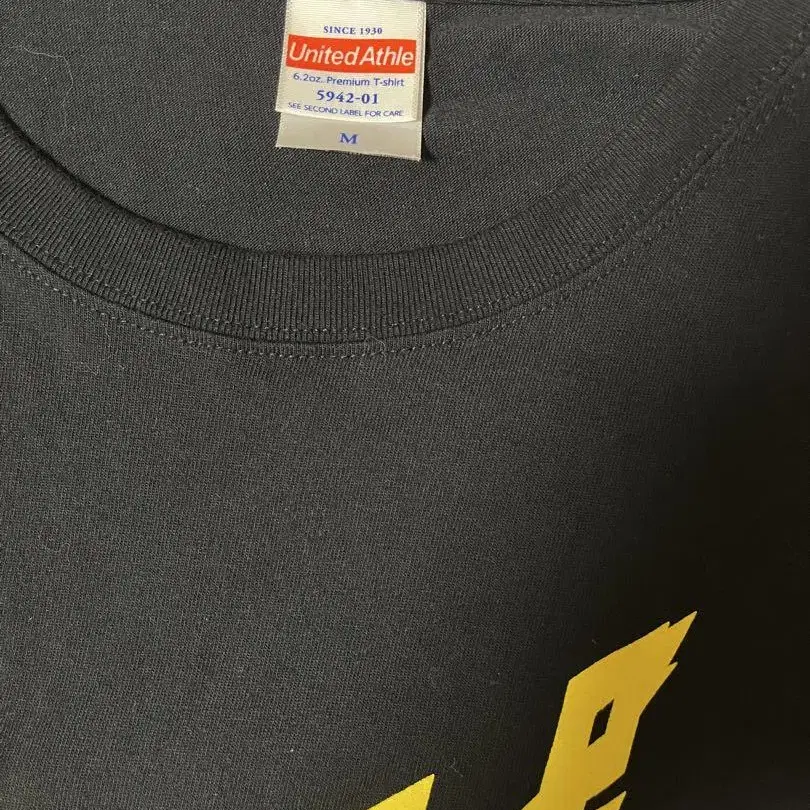 SINCE 1930
United Athle
6.2oz. Premium T-shirt
5942-01
SEE SECOND LABEL FOR CARE
M